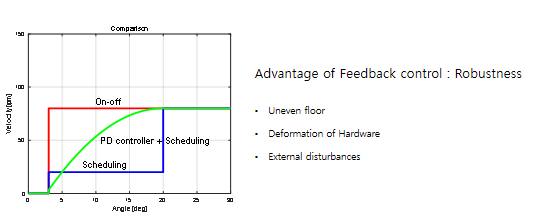 Comparison
150
100
50
0
Velocity[rpm]
On-off
PD controller + Scheduling
Scheduling
0 5 10 15 20 25 30
Angle [deg]
Advantage of Feedback control : Robustness
• Uneven floor
• Deformation of Hardware
• External disturbances